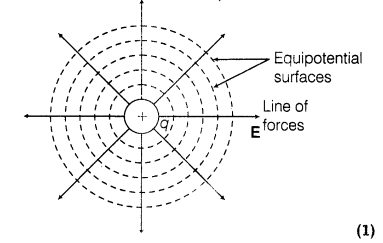 Equipotential
surfaces
+
q
Line of
E forces
(1)